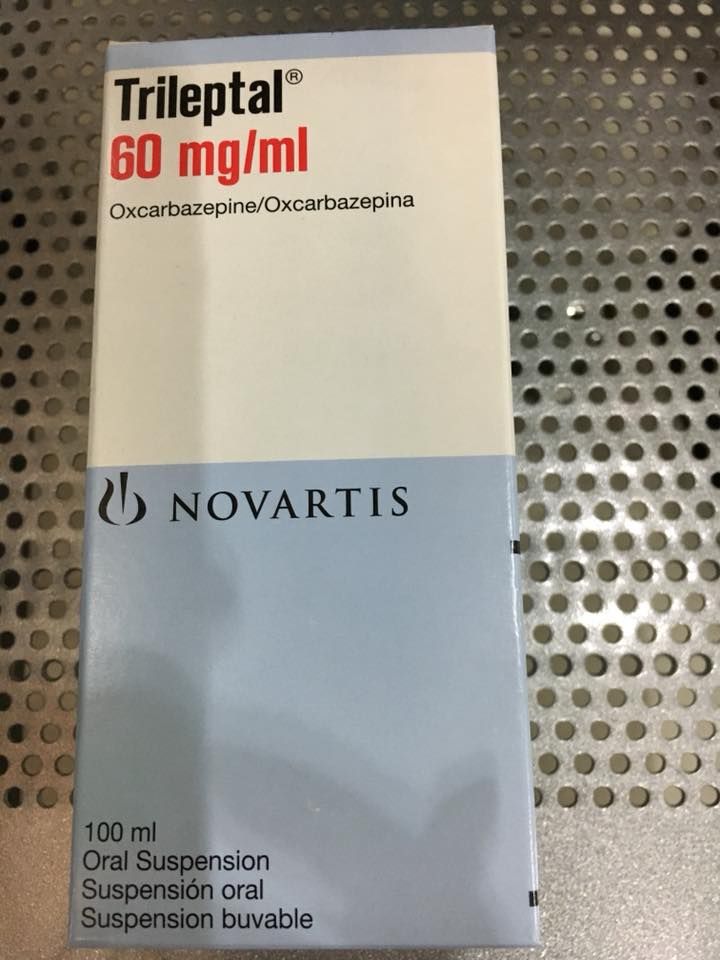 Trileptal®
60 mg/ml
Oxcarbazepine/Oxcarbazepina
NOVARTIS
100 ml
Oral Suspension
Suspensión oral
Suspension buvable